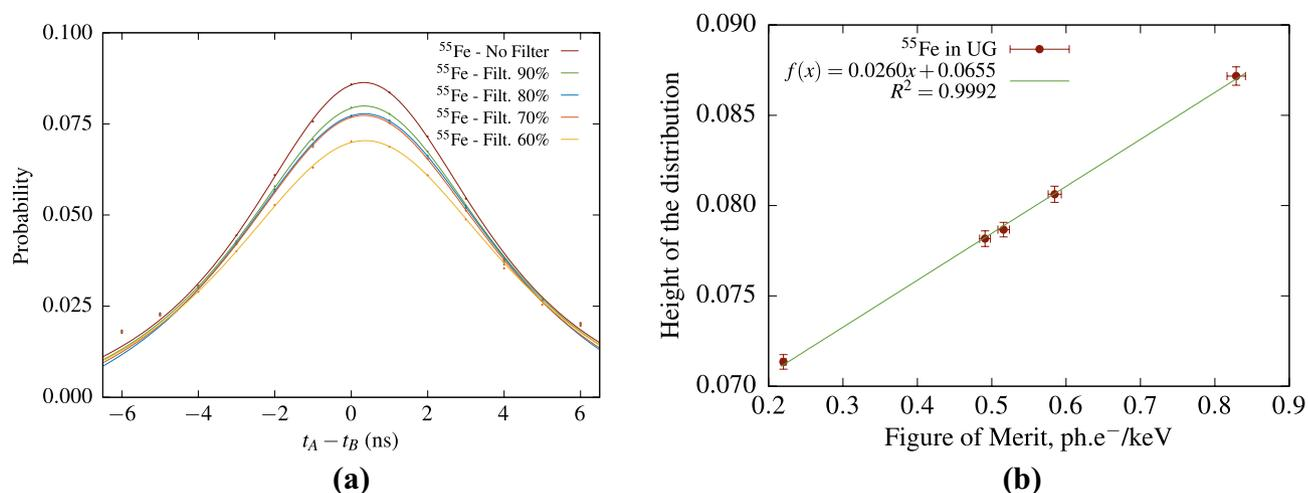 0.100
0.075
0.050
0.025
0.000
Probability
⁵⁵Fe - No Filter
⁵⁵Fe - Filt. 90%
⁵⁵Fe - Filt. 80%
⁵⁵Fe - Filt. 70%
⁵⁵Fe - Filt. 60%
−6 −4 −2 0 2 4 6
t_A − t_B (ns)
(a)
0.090
0.085
0.080
0.075
0.070
Height of the distribution
⁵⁵Fe in UG
f(x) = 0.0260x + 0.0655
R² = 0.9992
0.2 0.3 0.4 0.5 0.6 0.7 0.8 0.9
Figure of Merit, ph.e⁻/keV
(b)